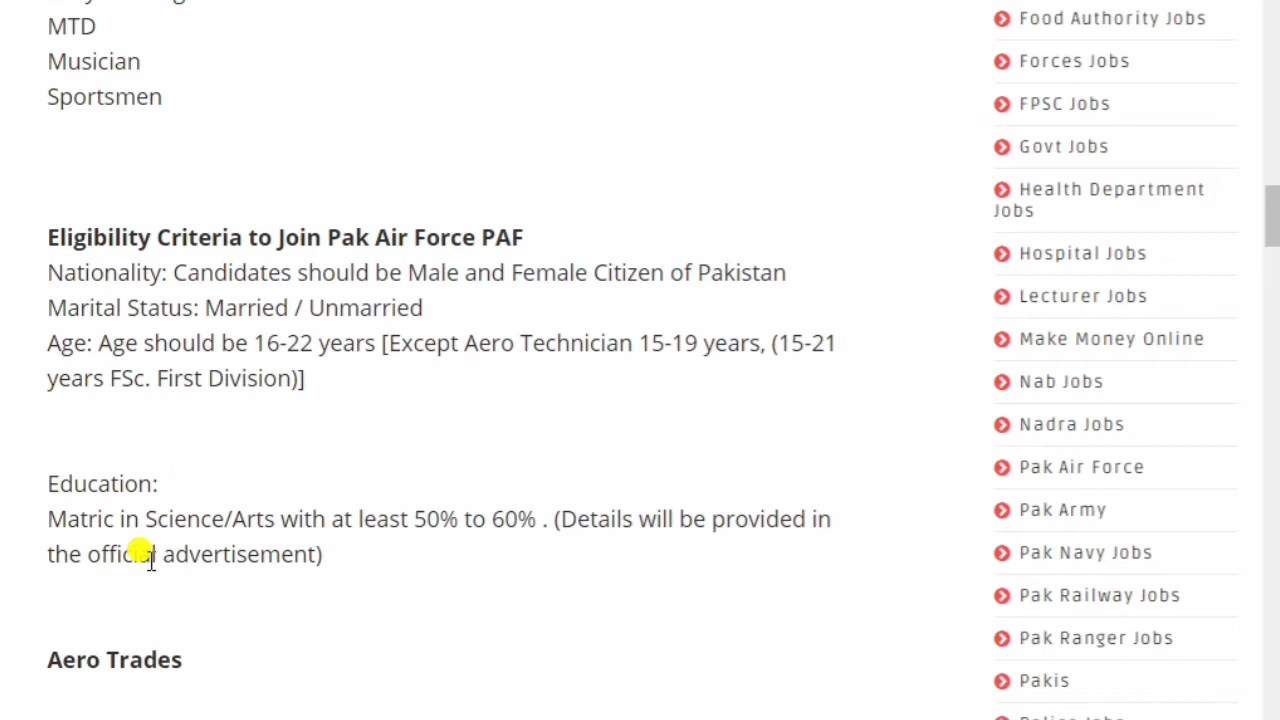 MTD
Musician
Sportsmen
Eligibility Criteria to Join Pak Air Force PAF
Nationality: Candidates should be Male and Female Citizen of Pakistan
Marital Status: Married / Unmarried
Age: Age should be 16-22 years [Except Aero Technician 15-19 years, (15-21
years FSc. First Division)]
Education:
Matric in Science/Arts with at least 50% to 60% . (Details will be provided in
the official advertisement)
Aero Trades
Food Authority Jobs
Forces Jobs
FPSC Jobs
Govt Jobs
Health Department
Jobs
Hospital Jobs
Lecturer Jobs
Make Money Online
Nab Jobs
Nadra Jobs
Pak Air Force
Pak Army
Pak Navy Jobs
Pak Railway Jobs
Pak Ranger Jobs
Pakis
Police Jobs